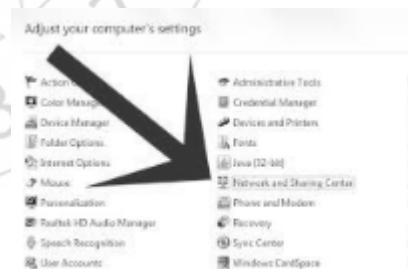 Adjust your computer's settings
Action
Administrative Tools
Color Manag
Credential Manager
Device Manager
Devices and Printers
Folder Options
Fonts
Internet Options
Java (32-bit)
Mouse
Network and Sharing Center
Personalization
Phone and Modem
Realtek HD Audio Manager
Recovery
Speech Recognition
Sync Center
User Accounts
Windows CardSpace